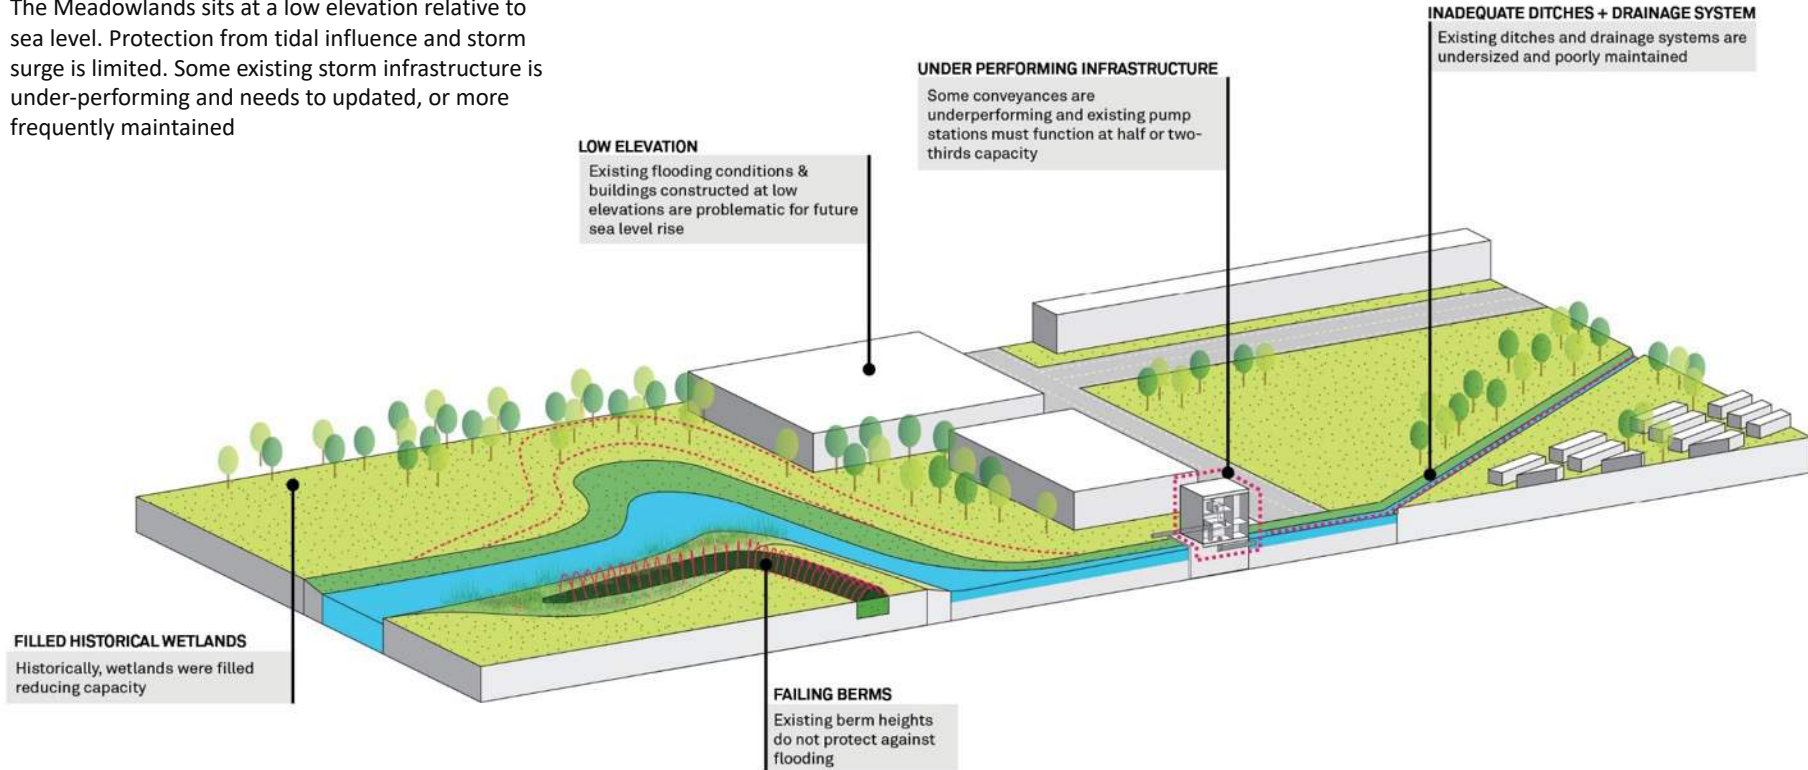 The Meadowlands sits at a low elevation relative to
sea level. Protection from tidal influence and storm
surge is limited. Some existing storm infrastructure is
under-performing and needs to updated, or more
frequently maintained
INADEQUATE DITCHES + DRAINAGE SYSTEM
Existing ditches and drainage systems are
undersized and poorly maintained
UNDER PERFORMING INFRASTRUCTURE
Some conveyances are
underperforming and existing pump
stations must function at half or two-
thirds capacity
LOW ELEVATION
Existing flooding conditions &
buildings constructed at low
elevations are problematic for future
sea level rise
FILLED HISTORICAL WETLANDS
Historically, wetlands were filled
reducing capacity
FAILING BERMS
Existing berm heights
do not protect against
flooding